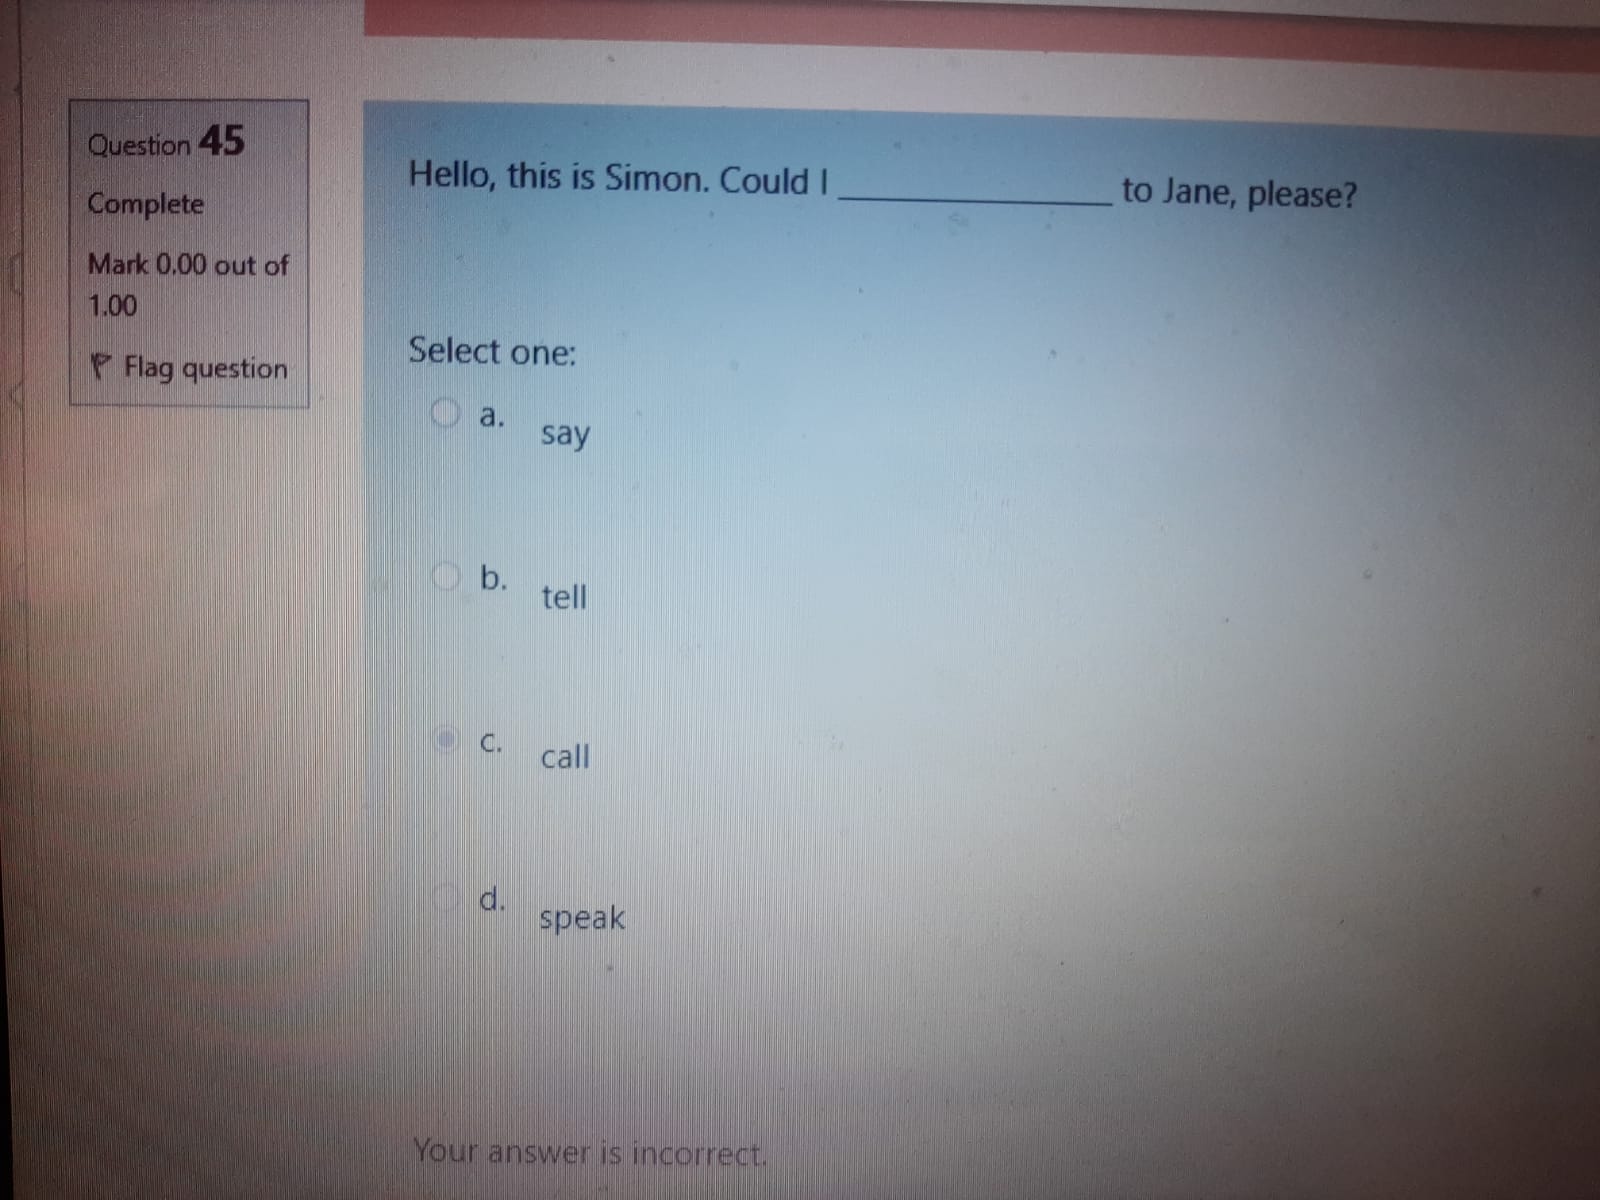 Question 45
Complete
Mark 0.00 out of
1.00
Flag question
Hello, this is Simon. Could I ______________ to Jane, please?
Select one:
a. say
b. tell
c. call
d. speak
Your answer is incorrect.